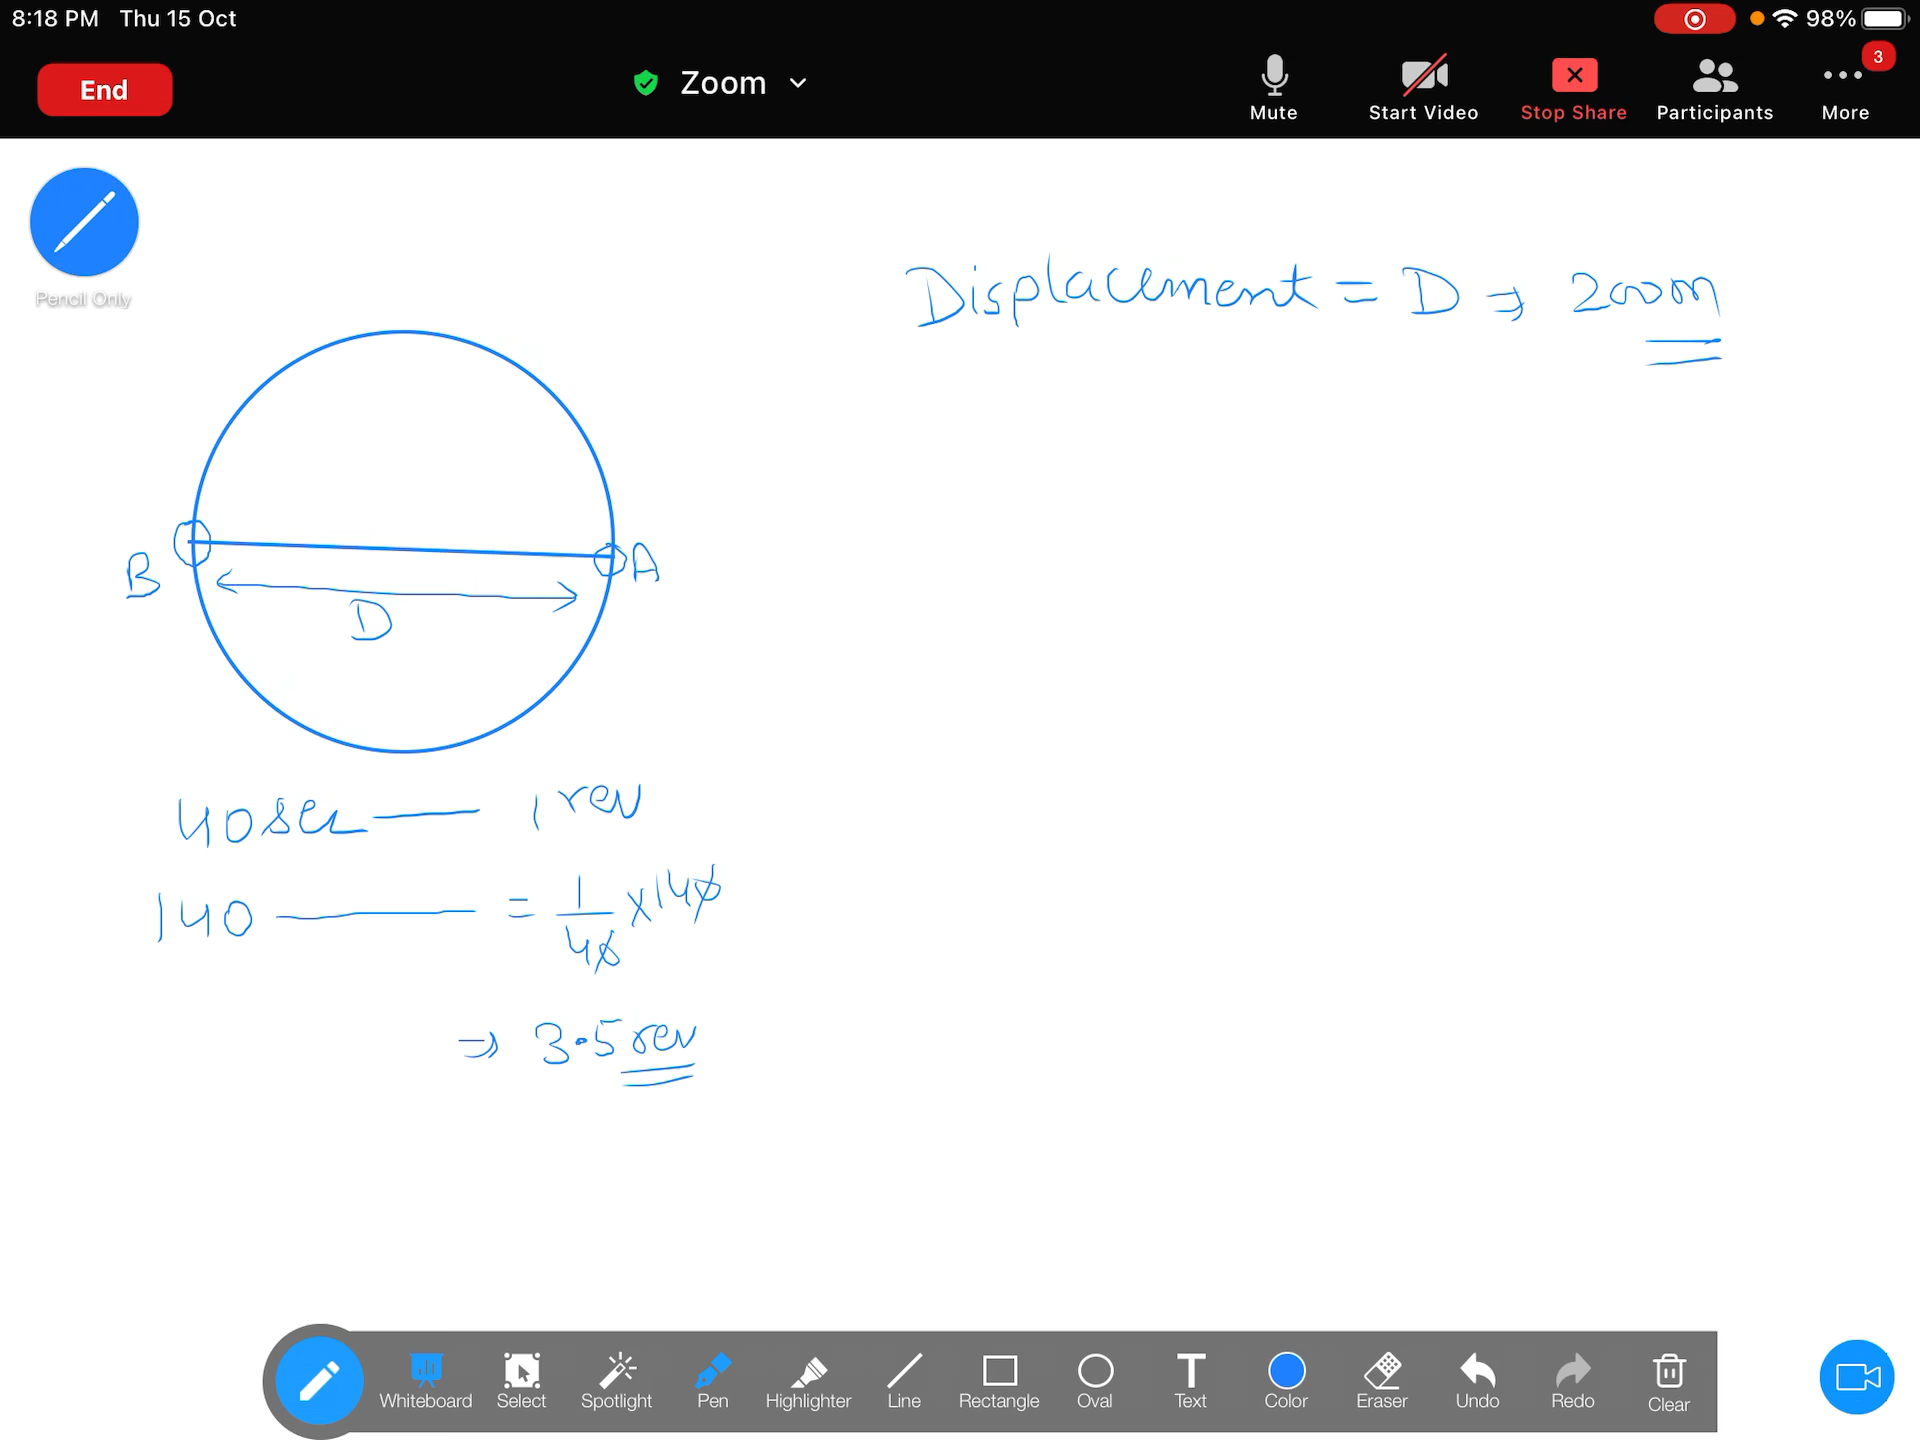 8:18 PM Thu 15 Oct
98%
End
Zoom
Mute
Start Video
Stop Share
Participants
More
3
Pencil Only
Displacement = D ⇒ 200m
B
A
D
40sec — 1 rev
140 — = 1/40 x 140
⇒ 3.5 rev
Whiteboard
Select
Spotlight
Pen
Highlighter
Line
Rectangle
Oval
T
Text
Color
Eraser
Undo
Redo
Clear